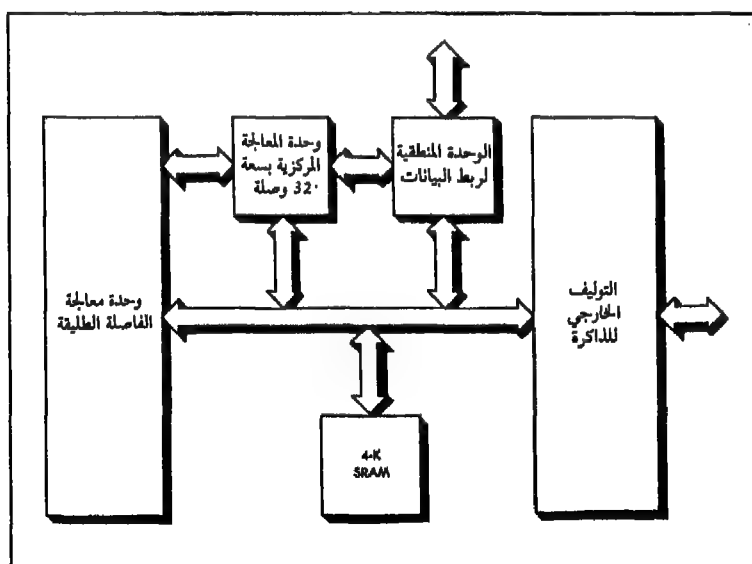 وحدة المعالجة
المركزية بسعة
32 وصلة
الوحدة المنطقية
لربط البيانات
وحدة معالجة
الفاصلة الطليقة
التوليف
الخارجي
للذاكرة
4-K
SRAM